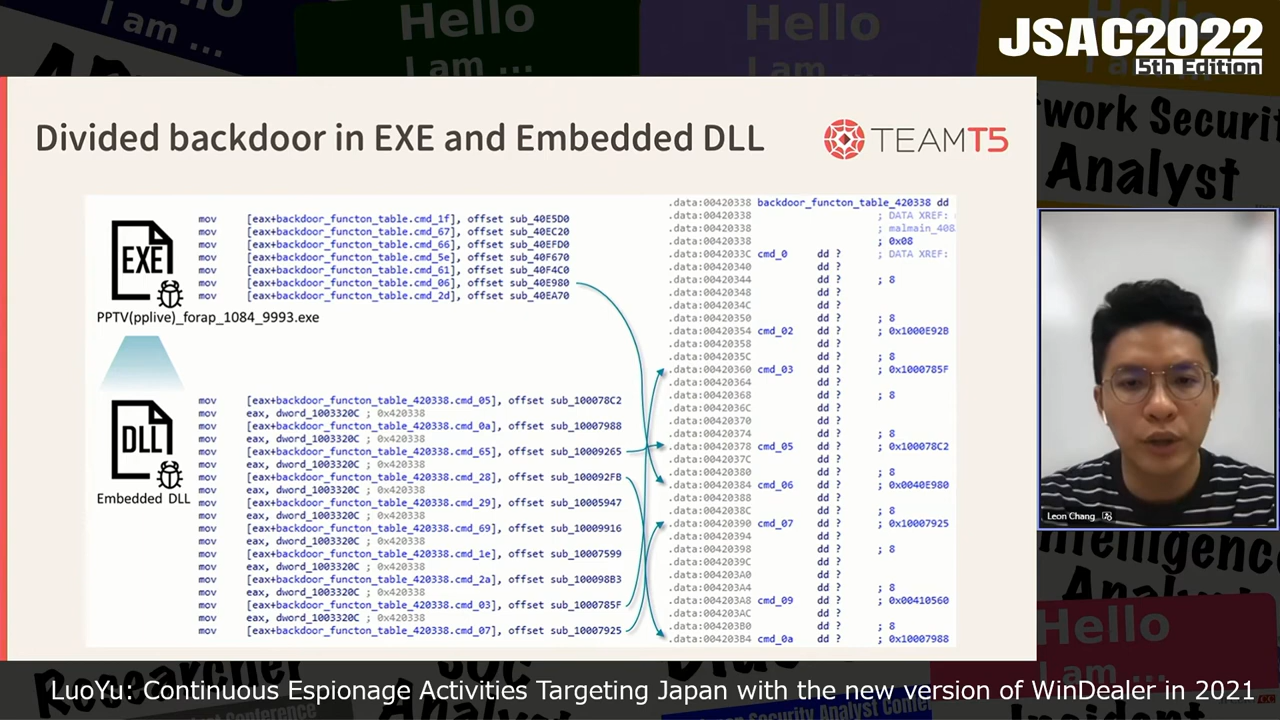 Hello
I am ...
Hello
I am ...
Hello
I am ...
JSAC2022
5th Edition
Network Security
Analyst
Divided backdoor in EXE and Embedded DLL
TEAMT5
EXE
PPTV(pplive)_forap_1084_9993.exe
mov [eax+backdoor_functon_table.cmd_1f], offset sub_40E5D0
mov [eax+backdoor_functon_table.cmd_67], offset sub_40EC20
mov [eax+backdoor_functon_table.cmd_66], offset sub_40EFD0
mov [eax+backdoor_functon_table.cmd_5e], offset sub_40F670
mov [eax+backdoor_functon_table.cmd_61], offset sub_40F4C0
mov [eax+backdoor_functon_table.cmd_06], offset sub_40E980
mov [eax+backdoor_functon_table.cmd_2d], offset sub_40EA70
DLL
Embedded DLL
mov [eax+backdoor_functon_table_420338.cmd_05], offset sub_100078C2
mov eax, dword_1003320C ; 0x420338
mov [eax+backdoor_functon_table_420338.cmd_0a], offset sub_10007988
mov eax, dword_1003320C ; 0x420338
mov [eax+backdoor_functon_table_420338.cmd_65], offset sub_10009265
mov eax, dword_1003320C ; 0x420338
mov [eax+backdoor_functon_table_420338.cmd_28], offset sub_100092FB
mov eax, dword_1003320C ; 0x420338
mov [eax+backdoor_functon_table_420338.cmd_29], offset sub_10005947
mov eax, dword_1003320C ; 0x420338
mov [eax+backdoor_functon_table_420338.cmd_69], offset sub_10009916
mov eax, dword_1003320C ; 0x420338
mov [eax+backdoor_functon_table_420338.cmd_1e], offset sub_10007599
mov eax, dword_1003320C ; 0x420338
mov [eax+backdoor_functon_table_420338.cmd_2a], offset sub_100098B3
mov eax, dword_1003320C ; 0x420338
mov [eax+backdoor_functon_table_420338.cmd_03], offset sub_1000785F
mov eax, dword_1003320C ; 0x420338
mov [eax+backdoor_functon_table_420338.cmd_07], offset sub_10007925
.data:00420338 backdoor_functon_table_420338 dd
.data:00420338 ; DATA XREF:
.data:00420338 ; malmain_408
.data:00420338 ; 0x08
.data:0042033C cmd_0 dd ? ; DATA XREF:
.data:00420340 dd ?
.data:00420344 dd ? ; 8
.data:00420348 dd ?
.data:0042034C dd ?
.data:00420350 dd ? ; 8
.data:00420354 cmd_02 dd ? ; 0x1000E92B
.data:00420358 dd ?
.data:0042035C dd ? ; 8
.data:00420360 cmd_03 dd ? ; 0x1000785F
.data:00420364 dd ?
.data:00420368 dd ? ; 8
.data:0042036C dd ?
.data:00420370 dd ?
.data:00420374 dd ? ; 8
.data:00420378 cmd_05 dd ? ; 0x100078C2
.data:0042037C dd ?
.data:00420380 dd ? ; 8
.data:00420384 cmd_06 dd ? ; 0x0040E980
.data:00420388 dd ?
.data:0042038C dd ? ; 8
.data:00420390 cmd_07 dd ? ; 0x10007925
.data:00420394 dd ?
.data:00420398 dd ? ; 8
.data:0042039C dd ?
.data:004203A0 dd ?
.data:004203A4 dd ? ; 8
.data:004203A8 cmd_09 dd ? ; 0x00410560
.data:004203AC dd ?
.data:004203B0 dd ? ; 8
.data:004203B4 cmd_0a dd ? ; 0x10007988
Leon Chang
Hello
I am ...
Researcher
LuoYu: Continuous Espionage Activities Targeting Japan with the new version of WinDealer in 2021